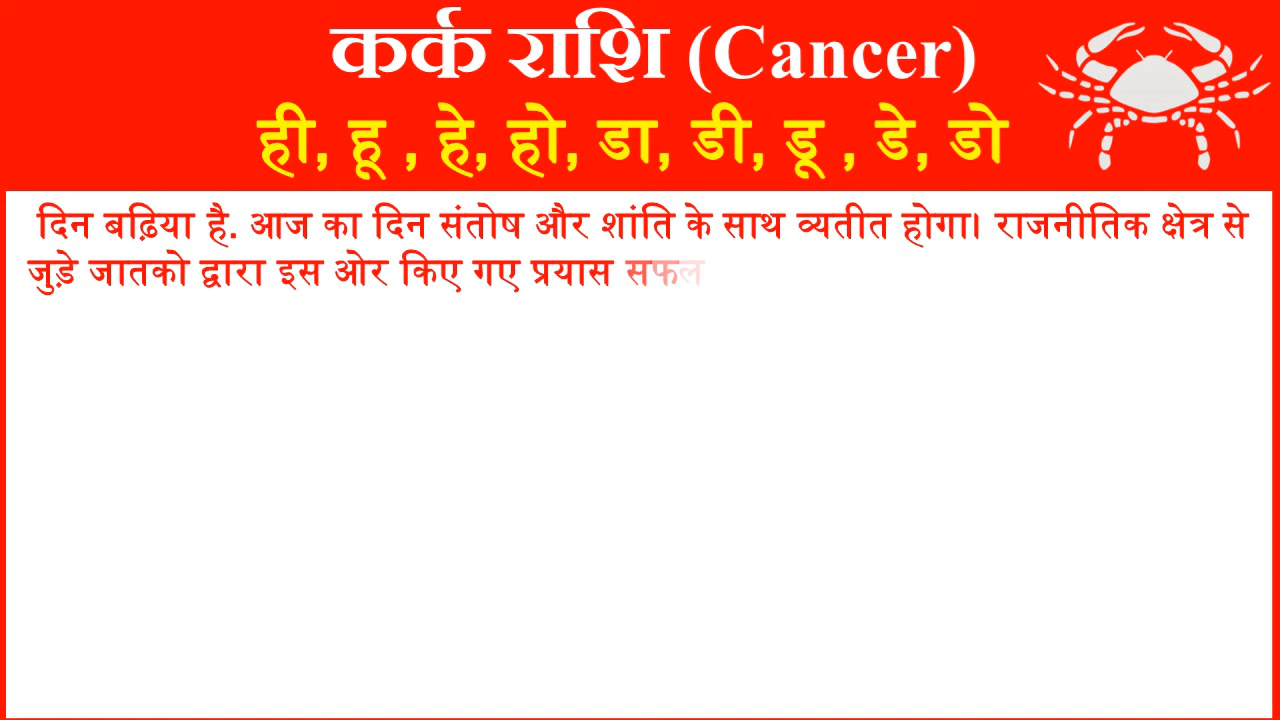 कर्क राशि (Cancer)
ही, हू , हे, हो, डा, डी, डू , डे, डो
दिन बढ़िया है. आज का दिन संतोष और शांति के साथ व्यतीत होगा। राजनीतिक क्षेत्र से
जुड़े जातको द्वारा इस ओर किए गए प्रयास सफल